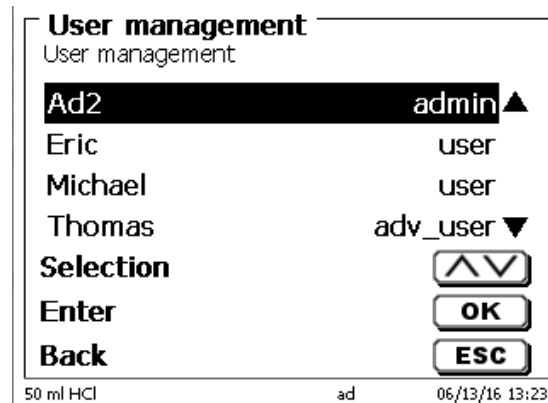 User management
User management
Ad2 admin
Eric user
Michael user
Thomas adv_user
Selection
Enter OK
Back ESC
50 ml HCl ad 06/13/16 13:23